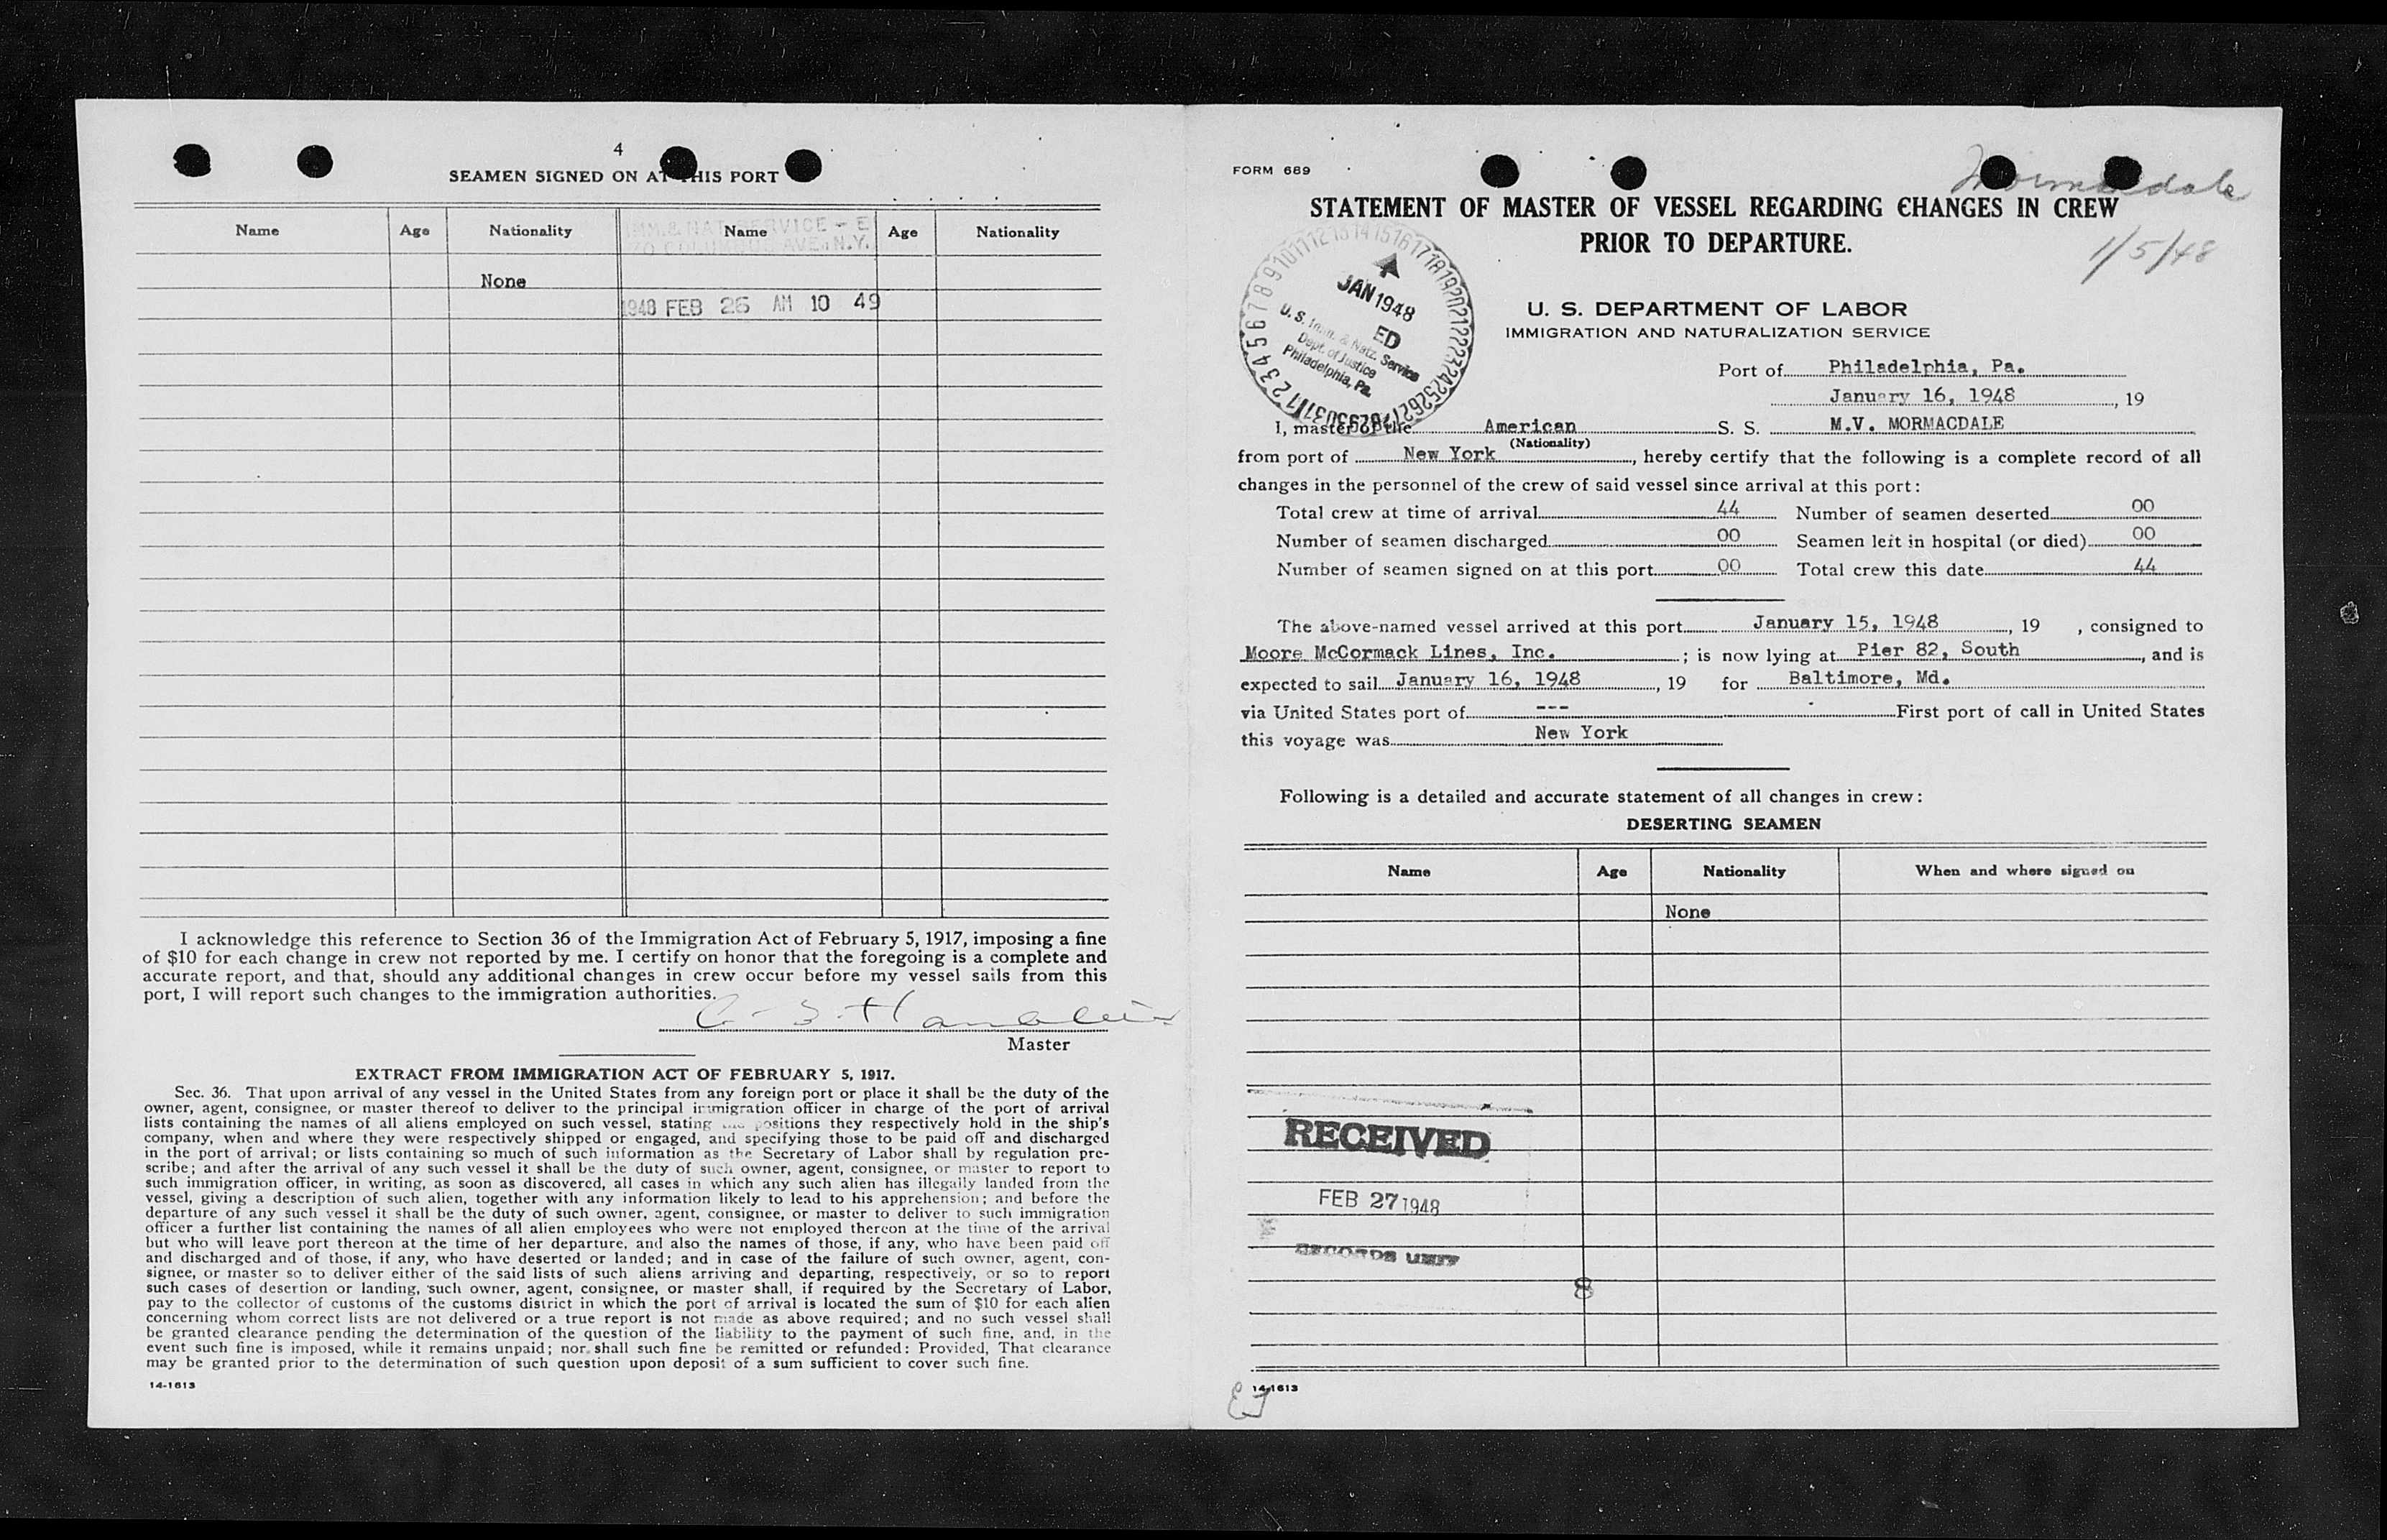 4
SEAMEN SIGNED ON AT THIS PORT
Name Age Nationality Name Age Nationality
IMM. & NAT. SERVICE - E
70 COLUMBUS AVE. N.Y.
None
1948 FEB 26 AM 10 49
I acknowledge this reference to Section 36 of the Immigration Act of February 5, 1917, imposing a fine
of $10 for each change in crew not reported by me. I certify on honor that the foregoing is a complete and
accurate report, and that, should any additional changes in crew occur before my vessel sails from this
port, I will report such changes to the immigration authorities.
Master
EXTRACT FROM IMMIGRATION ACT OF FEBRUARY 5, 1917.
Sec. 36. That upon arrival of any vessel in the United States from any foreign port or place it shall be the duty of the
owner, agent, consignee, or master thereof to deliver to the principal immigration officer in charge of the port of arrival
lists containing the names of all aliens employed on such vessel, stating the positions they respectively hold in the ship's
company, when and where they were respectively shipped or engaged, and specifying those to be paid off and discharged
in the port of arrival; or lists containing so much of such information as the Secretary of Labor shall by regulation pre-
scribe; and after the arrival of any such vessel it shall be the duty of such owner, agent, consignee, or master to report to
such immigration officer, in writing, as soon as discovered, all cases in which any such alien has illegally landed from the
vessel, giving a description of such alien, together with any information likely to lead to his apprehension; and before the
departure of any such vessel it shall be the duty of such owner, agent, consignee, or master to deliver to such immigration
officer a further list containing the names of all alien employees who were not employed thereon at the time of the arrival
but who will leave port thereon at the time of her departure, and also the names of those, if any, who have been paid off
and discharged and of those, if any, who have deserted or landed; and in case of the failure of such owner, agent, con-
signee, or master so to deliver either of the said lists of such aliens arriving and departing, respectively, or so to report
such cases of desertion or landing, such owner, agent, consignee, or master shall, if required by the Secretary of Labor,
pay to the collector of customs of the customs district in which the port of arrival is located the sum of $10 for each alien
concerning whom correct lists are not delivered or a true report is not made as above required; and no such vessel shall
be granted clearance pending the determination of the question of the liability to the payment of such fine, and, in the
event such fine is imposed, while it remains unpaid; nor shall such fine be remitted or refunded: Provided, That clearance
may be granted prior to the determination of such question upon deposit of a sum sufficient to cover such fine.
14-1613
FORM 689
Mormacdale
STATEMENT OF MASTER OF VESSEL REGARDING CHANGES IN CREW
PRIOR TO DEPARTURE.
1/5/48
JAN 1948
ED
U. S. Imm. & Natz. Service
Dept. of Justice
Philadelphia, Pa.
U. S. DEPARTMENT OF LABOR
IMMIGRATION AND NATURALIZATION SERVICE
Port of Philadelphia, Pa.
January 16, 1948, 19
I, master of the American S. S. M.V. MORMACDALE
(Nationality)
from port of New York, hereby certify that the following is a complete record of all
changes in the personnel of the crew of said vessel since arrival at this port:
Total crew at time of arrival 44 Number of seamen deserted 00
Number of seamen discharged 00 Seamen left in hospital (or died) 00
Number of seamen signed on at this port 00 Total crew this date 44
The above-named vessel arrived at this port January 15, 1948, 19 , consigned to
Moore McCormack Lines, Inc. ; is now lying at Pier 82, South, and is
expected to sail January 16, 1948, 19 for Baltimore, Md.
via United States port of --- First port of call in United States
this voyage was New York
Following is a detailed and accurate statement of all changes in crew:
DESERTING SEAMEN
Name Age Nationality When and where signed on
None
RECEIVED
FEB 27 1948
RECORDS UNIT
8
14-1613